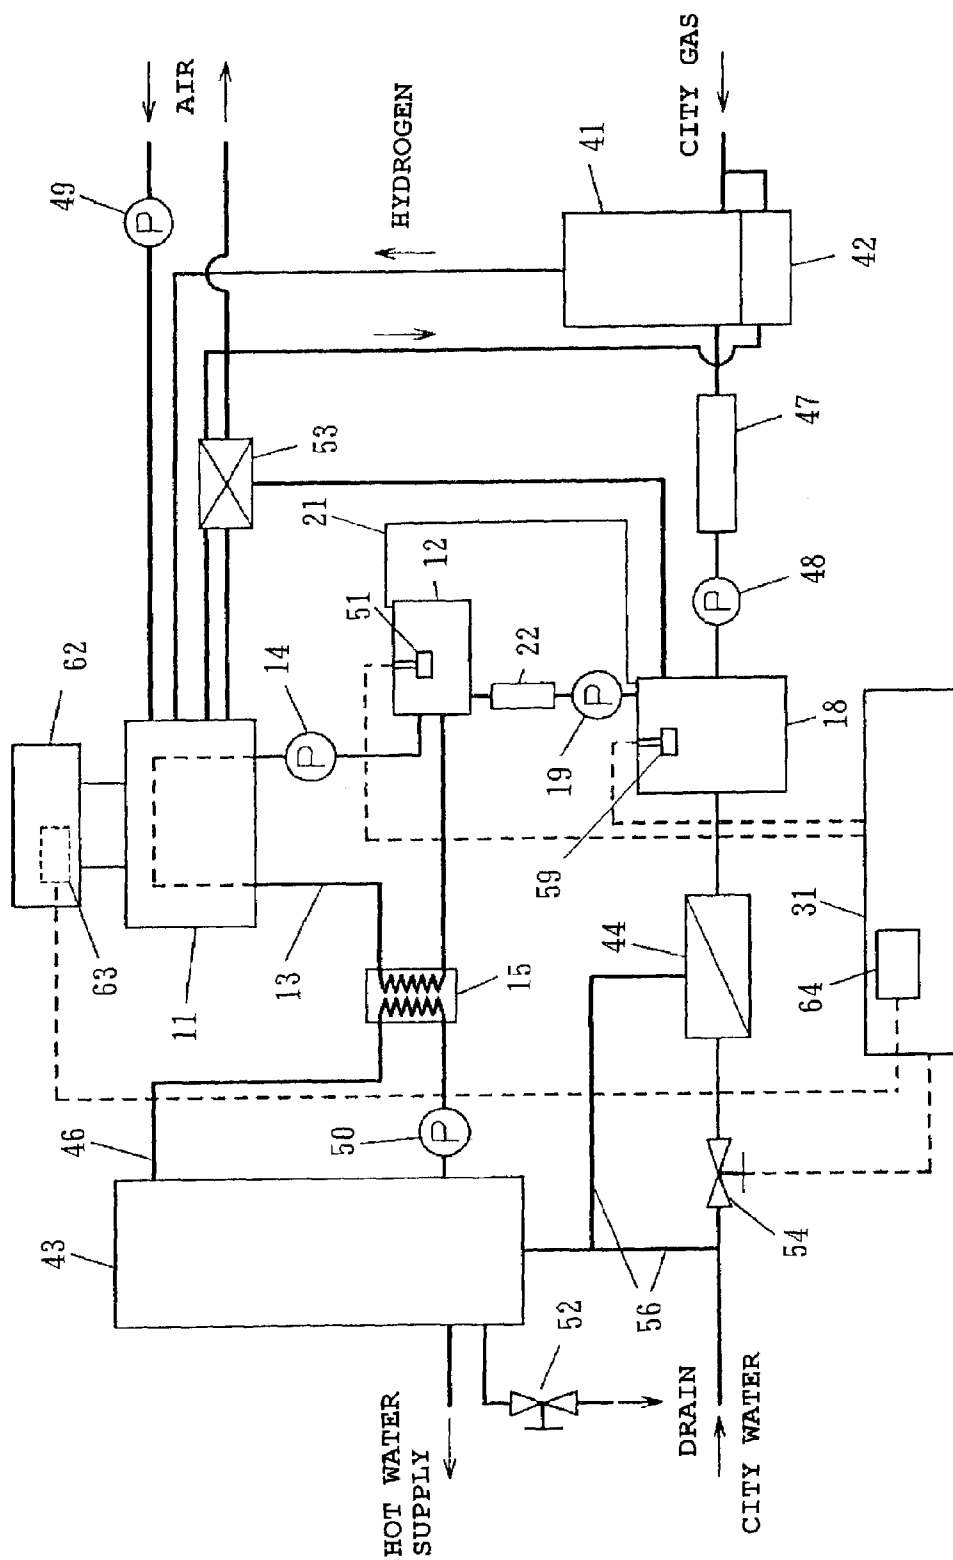 43
46
63
62
49
P
11
AIR
13
14
P
53
21
50
P
51
HOT WATER
SUPPLY
HYDROGEN
12
15
22
52
19
P
44
41
59
56
DRAIN
CITY GAS
CITY WATER
P
54
64
31
48
47
18
42